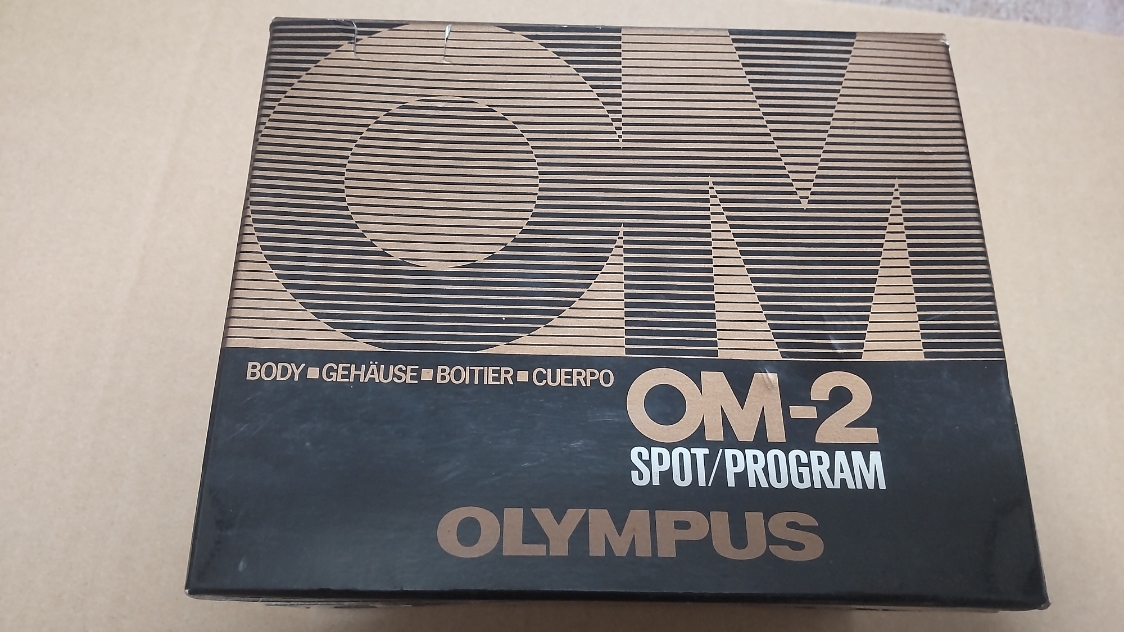 OM
BODY ■ GEHÄUSE ■ BOITIER ■ CUERPO
OM-2
SPOT/PROGRAM
OLYMPUS